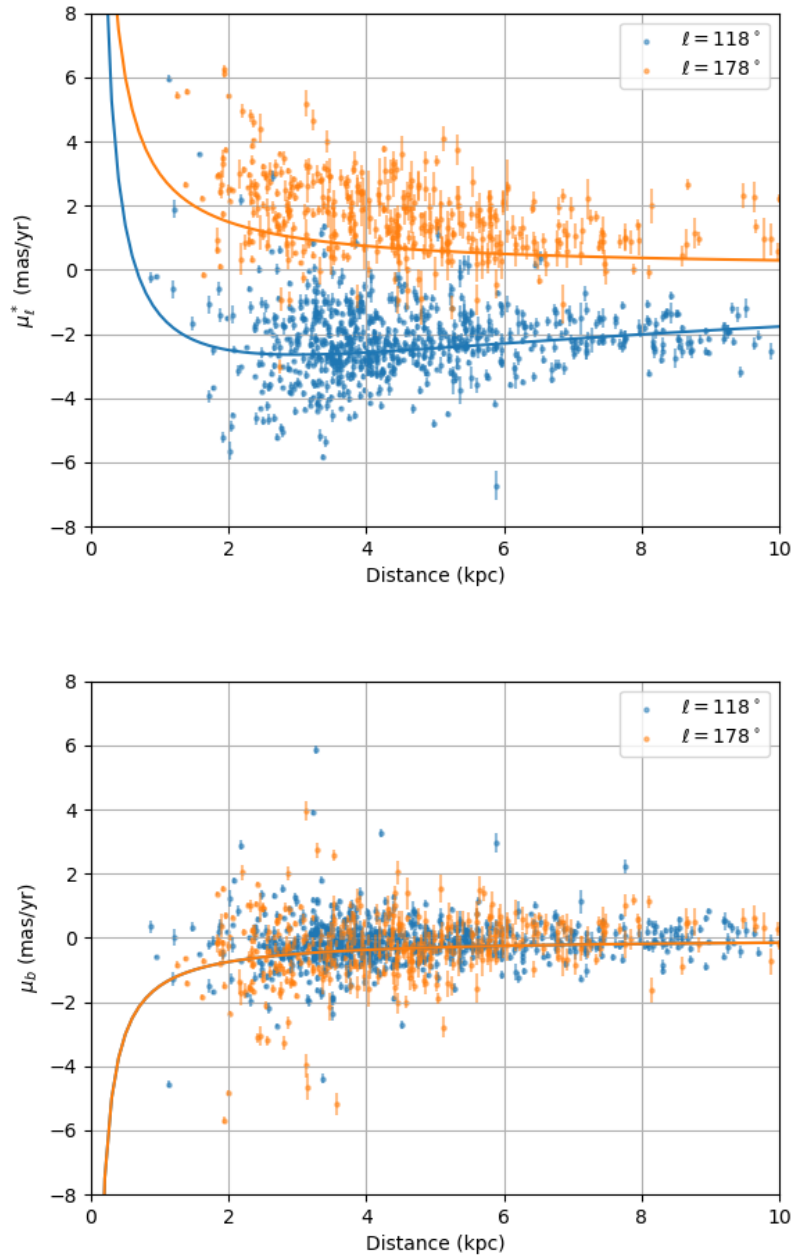 8
6
4
2
0
−2
−4
−6
−8
μ*ℓ (mas/yr)
0 2 4 6 8 10
Distance (kpc)
ℓ = 118°
ℓ = 178°
8
6
4
2
0
−2
−4
−6
−8
μb (mas/yr)
0 2 4 6 8 10
Distance (kpc)
ℓ = 118°
ℓ = 178°